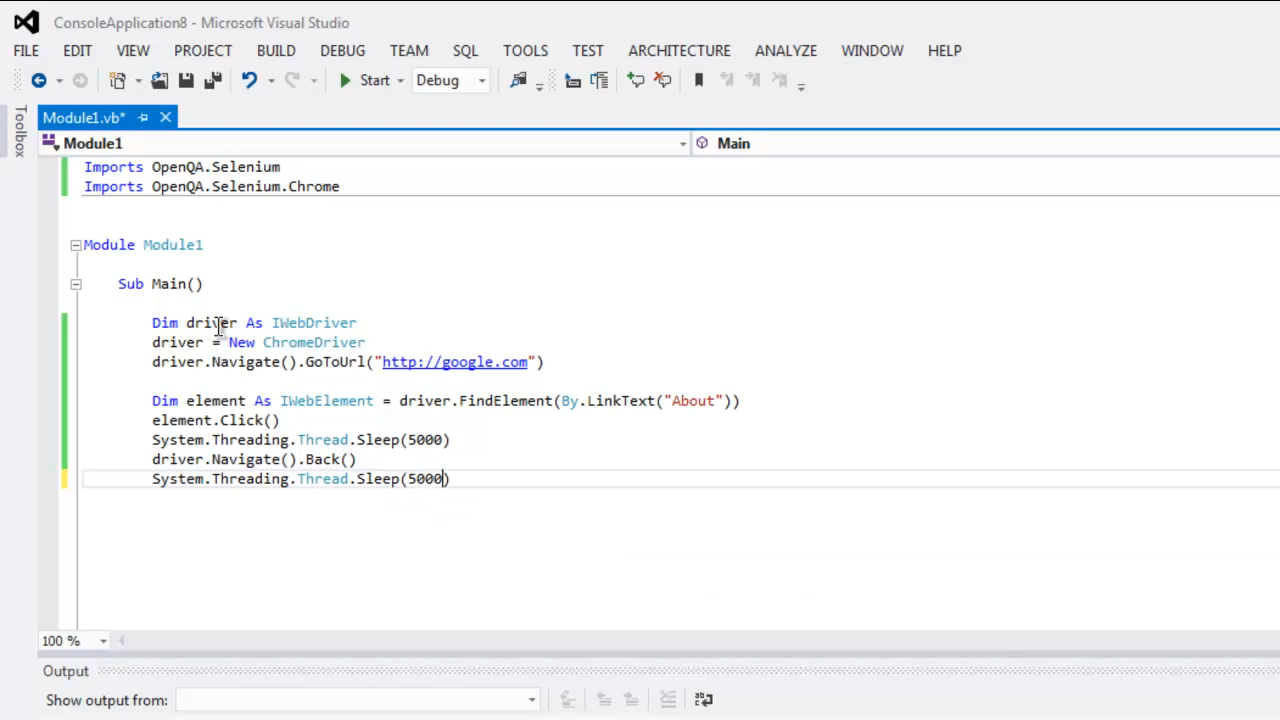 ConsoleApplication8 - Microsoft Visual Studio
FILE EDIT VIEW PROJECT BUILD DEBUG TEAM SQL TOOLS TEST ARCHITECTURE ANALYZE WINDOW HELP
Start Debug
Toolbox
Module1.vb*
Module1 Main
Imports OpenQA.Selenium
Imports OpenQA.Selenium.Chrome
Module Module1
Sub Main()
Dim driver As IWebDriver
driver = New ChromeDriver
driver.Navigate().GoToUrl("http://google.com")
Dim element As IWebElement = driver.FindElement(By.LinkText("About"))
element.Click()
System.Threading.Thread.Sleep(5000)
driver.Navigate().Back()
System.Threading.Thread.Sleep(5000)
100 %
Output
Show output from: